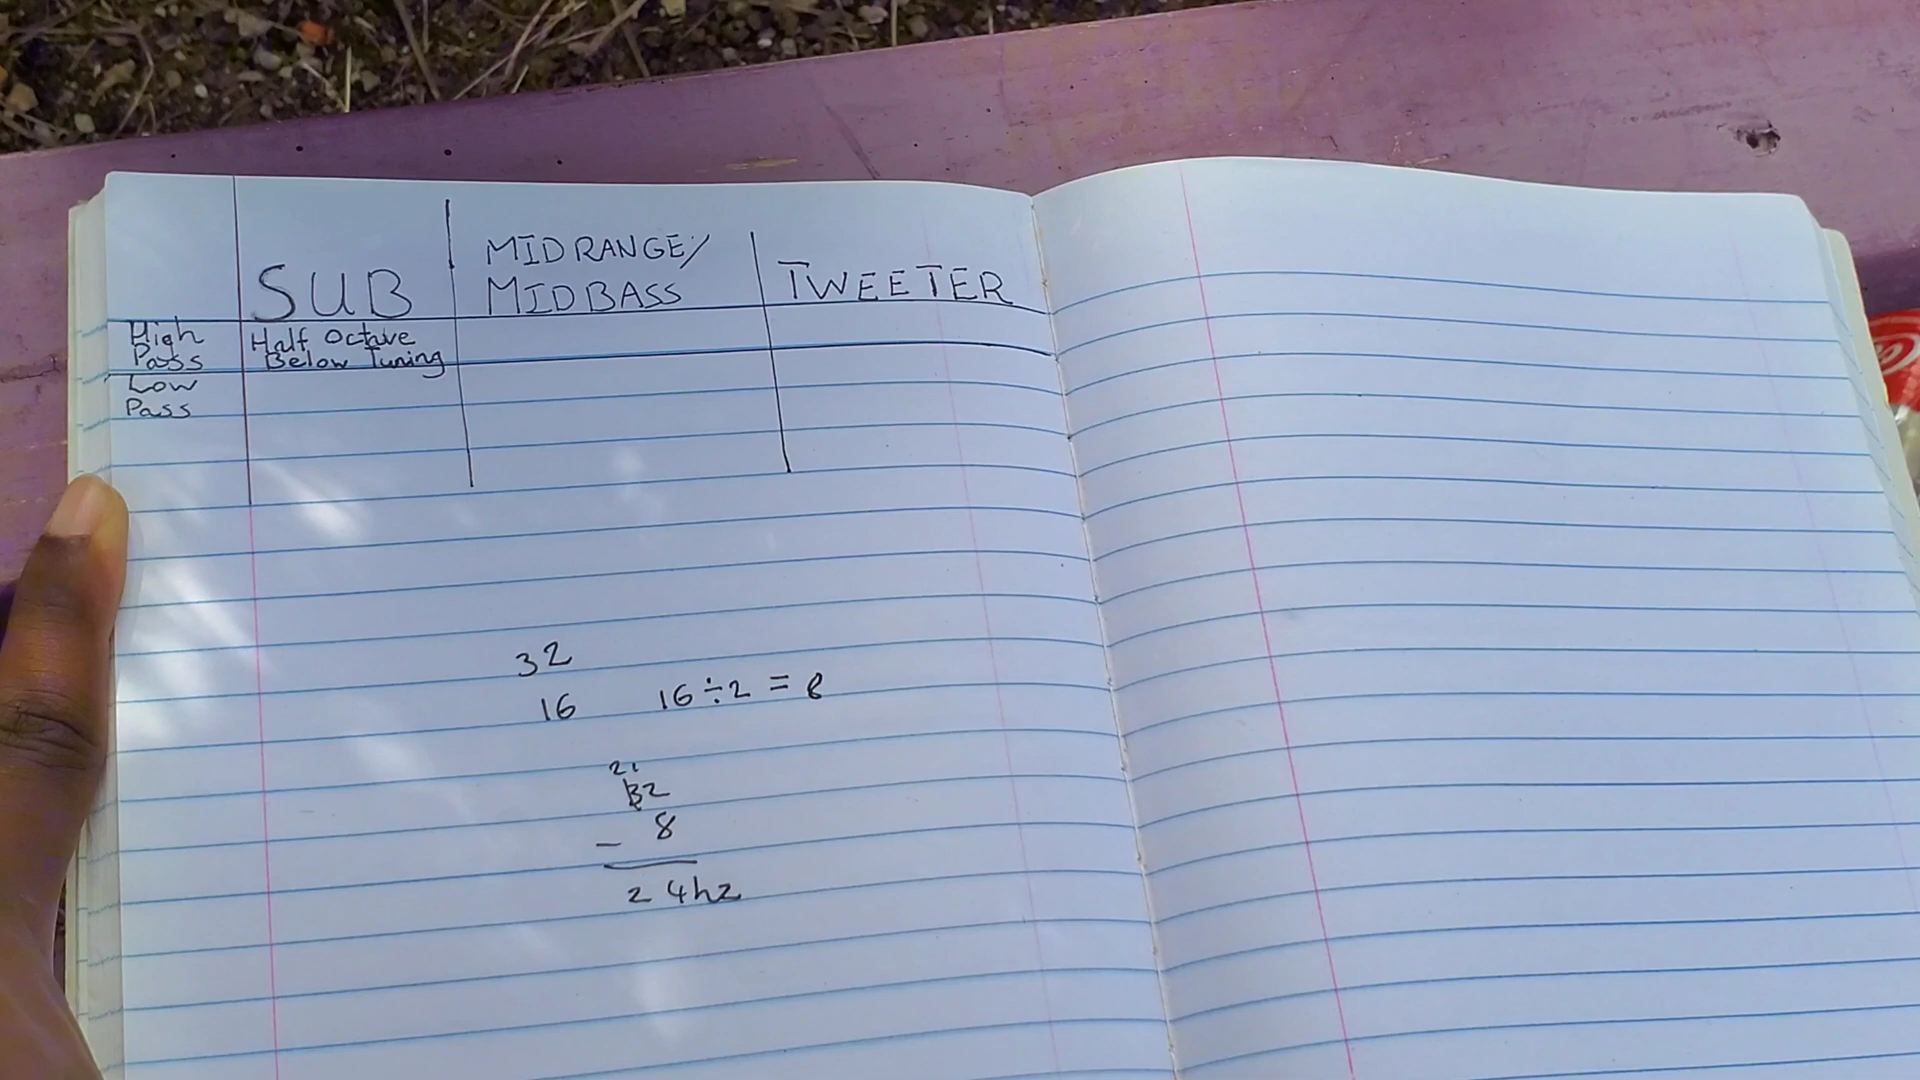 SUB
MIDRANGE/
MIDBASS
TWEETER
High
Pass
Half Octave
Below Tuning
Low
Pass
32
16
16÷2 = 8
21
32
- 8
24hz